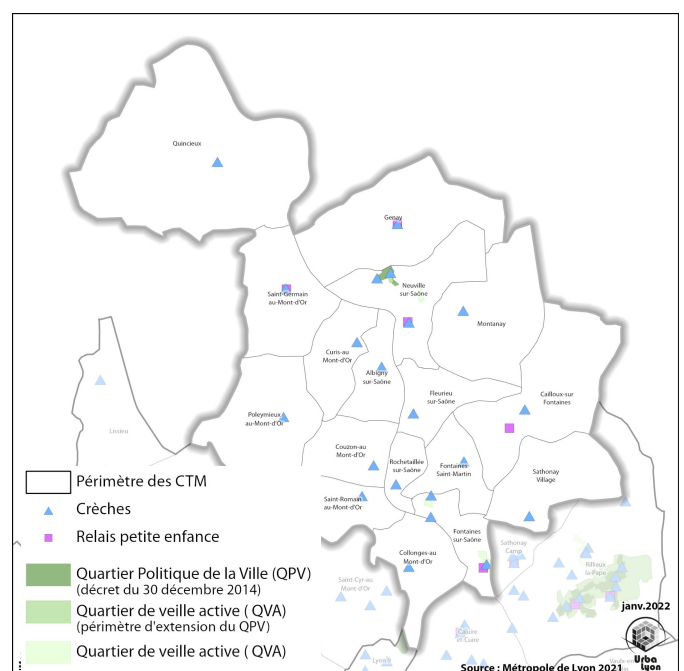 Quincieux
Genay
Saint-Germain
au-Mont-d'Or
Neuville
sur-Saône
Montanay
Curis-au
Mont-d'Or
Albigny
sur-Saône
Lissieu
Poleymieux
au-Mont-d'Or
Fleurieu
sur-Saône
Cailloux-sur
Fontaines
Couzon-au
Mont-d'Or
Rochetaillée
sur-Saône
Fontaines
Saint-Martin
Sathonay
Village
Saint-Romain
au-Mont-d'Or
Fontaines
sur-Saône
Collonges-au
Mont-d'Or
Sathonay
Camp
Rillieux
la-Pape
Saint-Cyr-au
Mont-d'Or
Caluire
et-Cuire
Lyon 9
Périmètre des CTM
Crèches
Relais petite enfance
Quartier Politique de la Ville (QPV)
(décret du 30 décembre 2014)
Quartier de veille active ( QVA)
(périmètre d'extension du QPV)
Quartier de veille active ( QVA)
janv.2022
Urba
Lyon
Source : Métropole de Lyon 2021